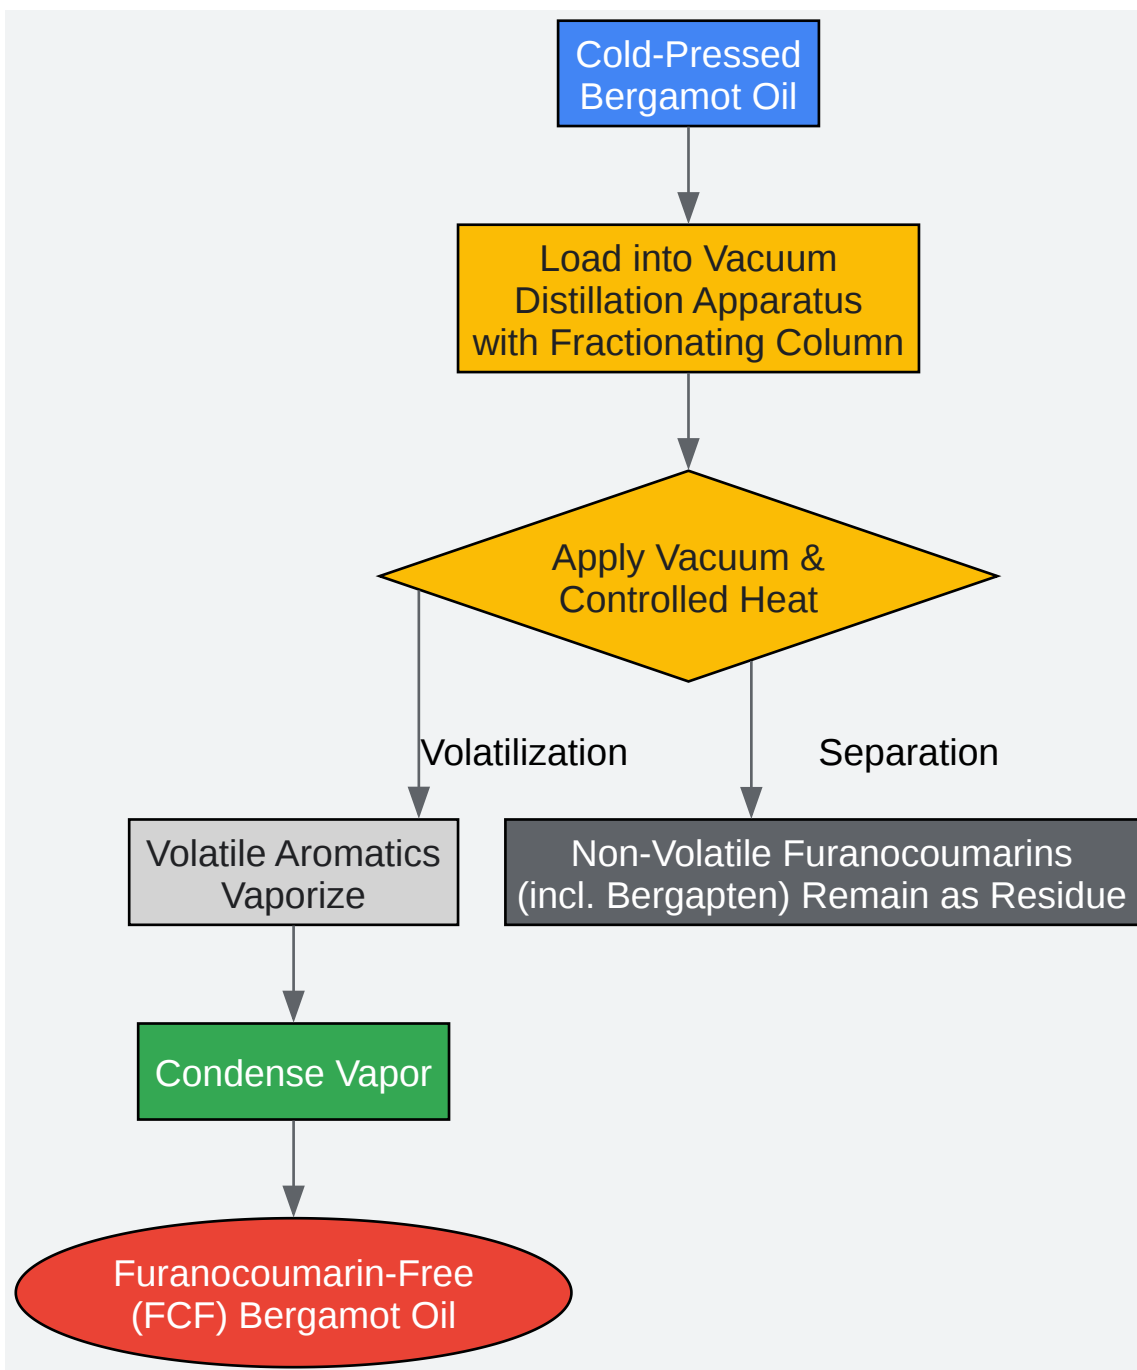 Cold-Pressed
Bergamot Oil
Load into Vacuum
Distillation Apparatus
with Fractionating Column
Apply Vacuum &
Controlled Heat
Volatilization
Separation
Volatile Aromatics
Vaporize
Non-Volatile Furanocoumarins
(incl. Bergapten) Remain as Residue
Condense Vapor
Furanocoumarin-Free
(FCF) Bergamot Oil